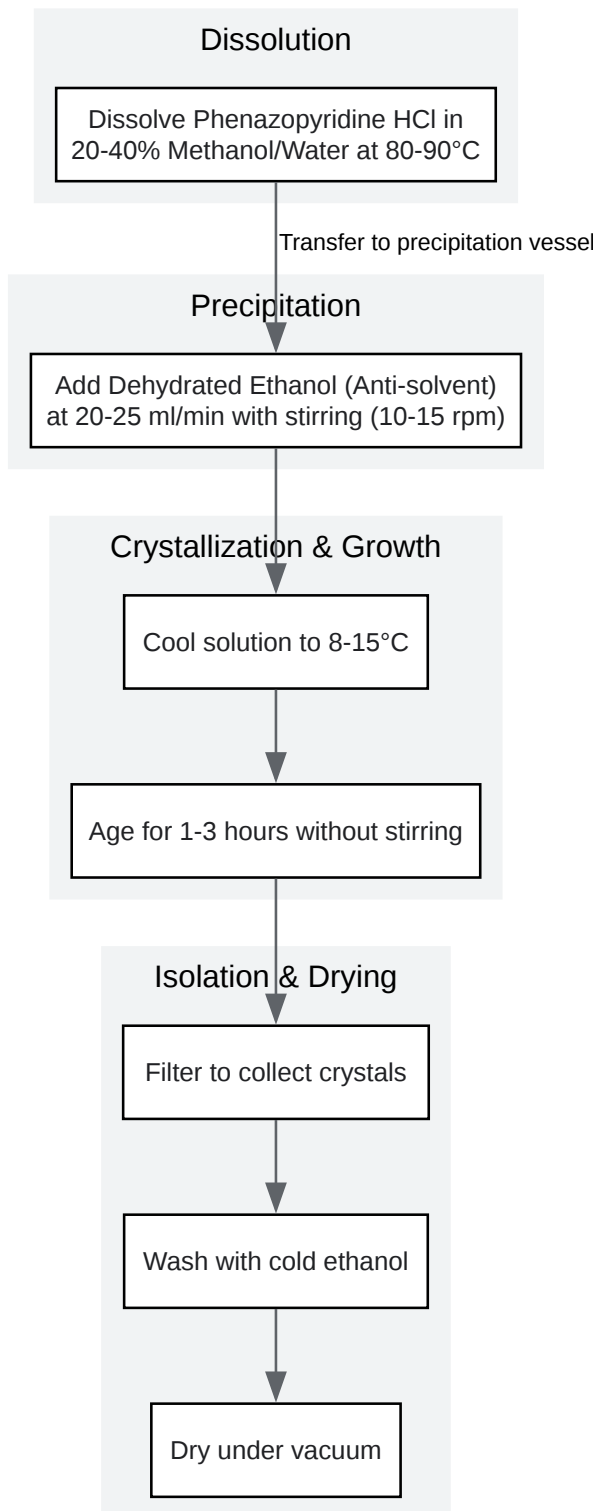 Dissolution
Dissolve Phenazopyridine HCl in
20-40% Methanol/Water at 80-90°C
Transfer to precipitation vessel
Precipitation
Add Dehydrated Ethanol (Anti-solvent)
at 20-25 ml/min with stirring (10-15 rpm)
Crystallization & Growth
Cool solution to 8-15°C
Age for 1-3 hours without stirring
Isolation & Drying
Filter to collect crystals
Wash with cold ethanol
Dry under vacuum